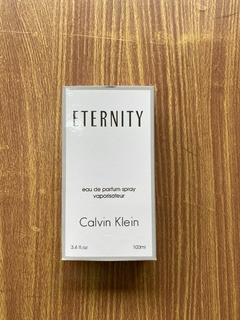 ETERNITY
eau de parfum spray
vaporisateur
Calvin Klein
3.4 fl.oz 100ml